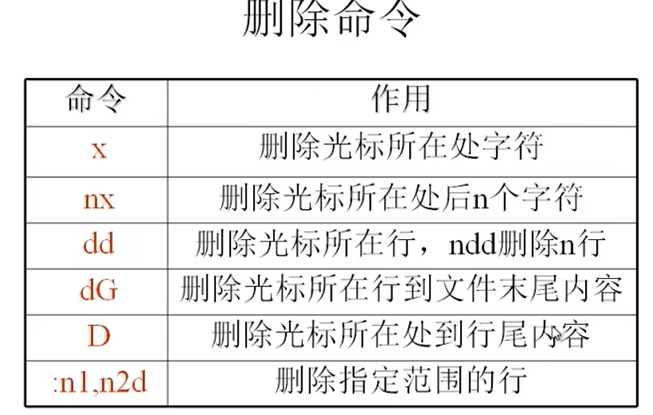 删除命令
命令 作用
x 删除光标所在处字符
nx 删除光标所在处后n个字符
dd 删除光标所在行，ndd删除n行
dG 删除光标所在行到文件末尾内容
D 删除光标所在处到行尾内容
:n1,n2d 删除指定范围的行